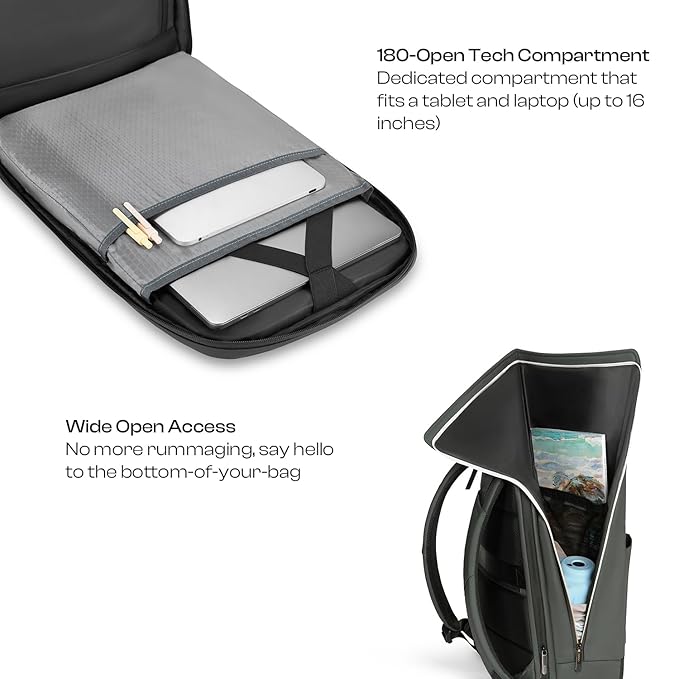 180-Open Tech Compartment
Dedicated compartment that
fits a tablet and laptop (up to 16
inches)
Wide Open Access
No more rummaging, say hello
to the bottom-of-your-bag